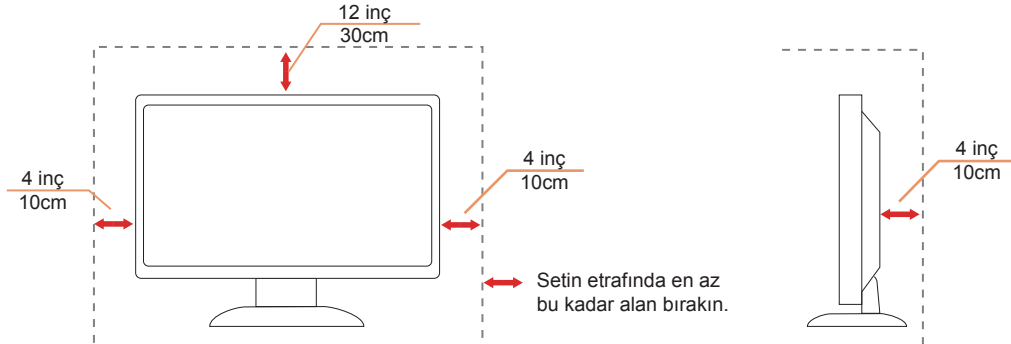 12 inç
30cm
4 inç
10cm
4 inç
10cm
4 inç
10cm
Setin etrafında en az
bu kadar alan bırakın.